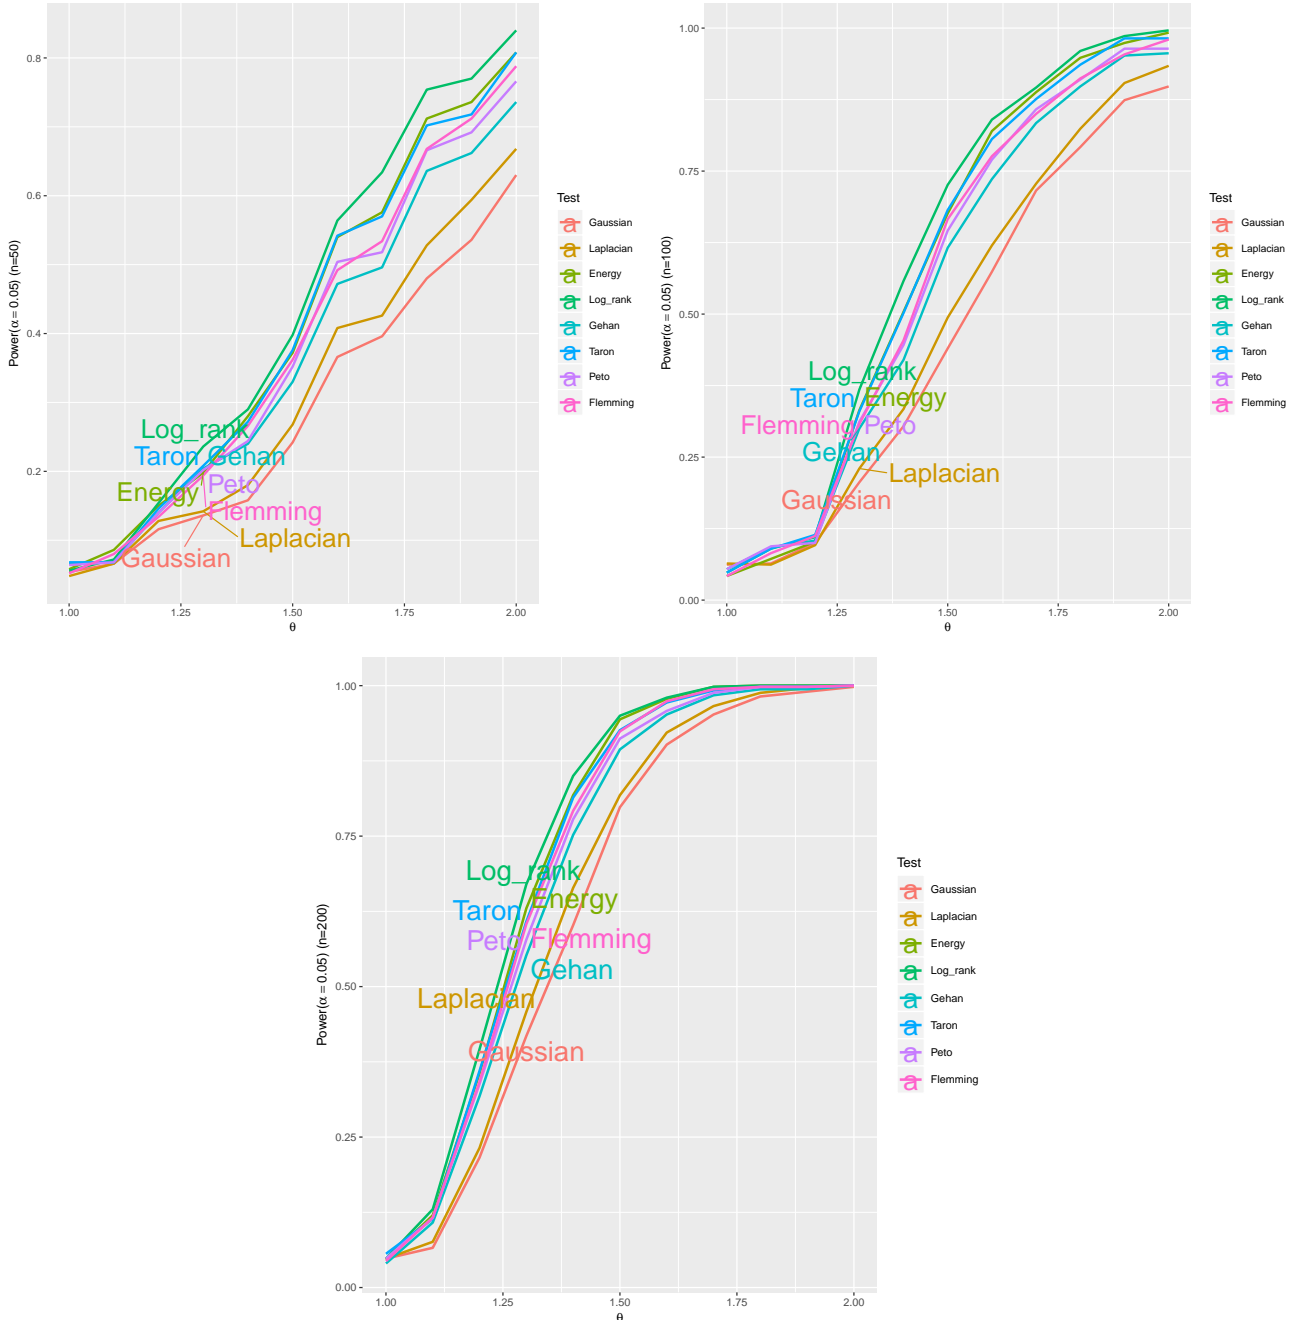 Power(α = 0.05) (n=50)
0.8
0.6
0.4
0.2
Log_rank
Taron
Gehan
Energy
Peto
Flemming
Laplacian
Gaussian
1.00
1.25
1.50
1.75
2.00
θ
Test
a Gaussian
a Laplacian
a Energy
a Log_rank
a Gehan
a Taron
a Peto
a Flemming
Power(α = 0.05) (n=100)
1.00
0.75
0.50
0.25
0.00
Log_rank
Taron
Energy
Flemming
Peto
Gehan
Laplacian
Gaussian
1.00
1.25
1.50
1.75
2.00
θ
Test
a Gaussian
a Laplacian
a Energy
a Log_rank
a Gehan
a Taron
a Peto
a Flemming
Power(α = 0.05) (n=200)
1.00
0.75
0.50
0.25
0.00
Log_rank
Energy
Taron
Peto
Flemming
Gehan
Laplacian
Gaussian
1.00
1.25
1.50
1.75
2.00
θ
Test
a Gaussian
a Laplacian
a Energy
a Log_rank
a Gehan
a Taron
a Peto
a Flemming